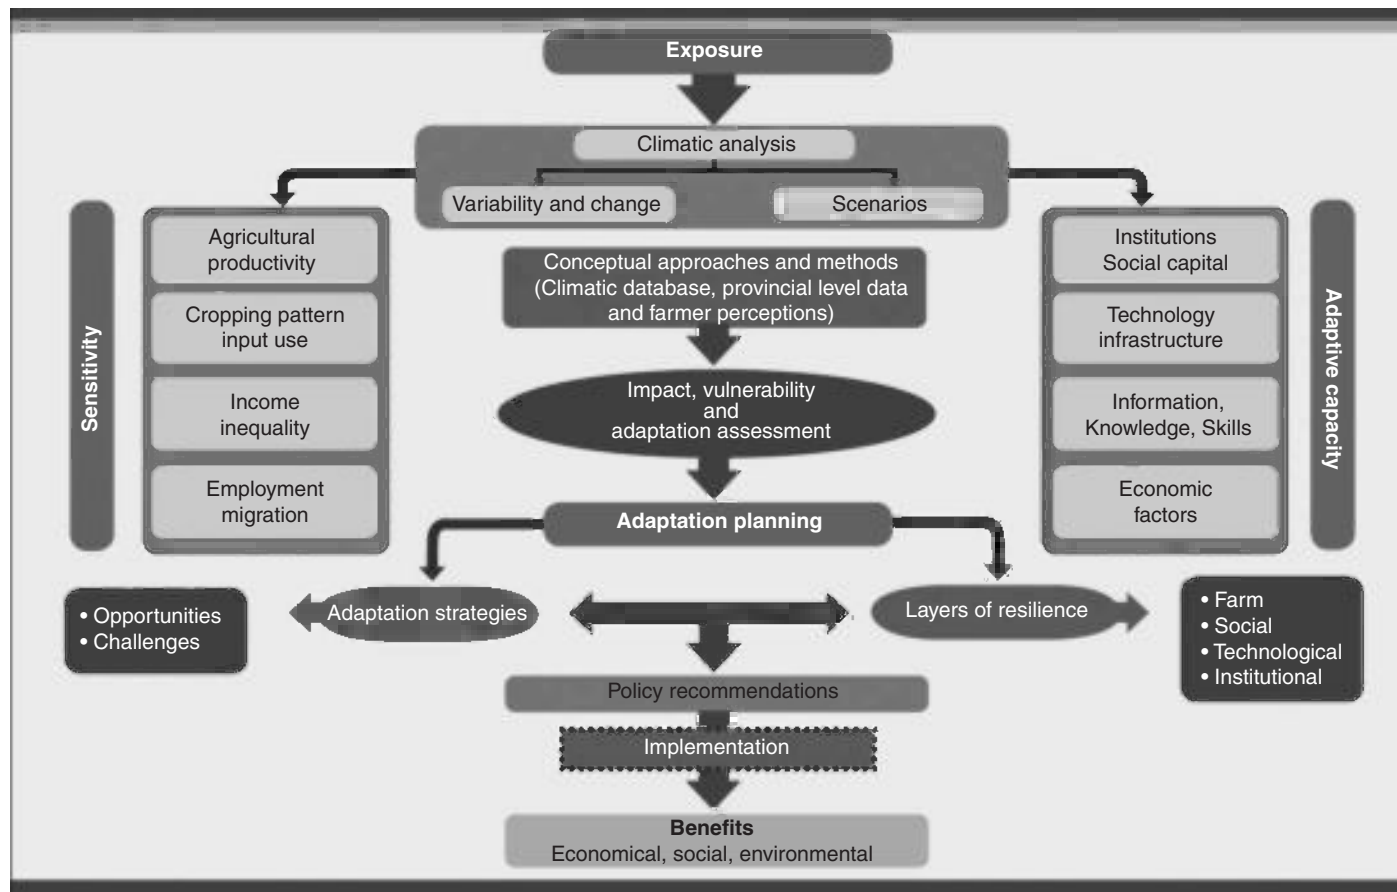 Exposure
Climatic analysis
Variability and change
Scenarios
Sensitivity
Agricultural
productivity
Cropping pattern
input use
Income
inequality
Employment
migration
Conceptual approaches and methods
(Climatic database, provincial level data
and farmer perceptions)
Impact, vulnerability
and
adaptation assessment
Adaptation planning
Institutions
Social capital
Technology
infrastructure
Information,
Knowledge, Skills
Economic
factors
Adaptive capacity
• Opportunities
• Challenges
Adaptation strategies
Layers of resilience
• Farm
• Social
• Technological
• Institutional
Policy recommendations
Implementation
Benefits
Economical, social, environmental